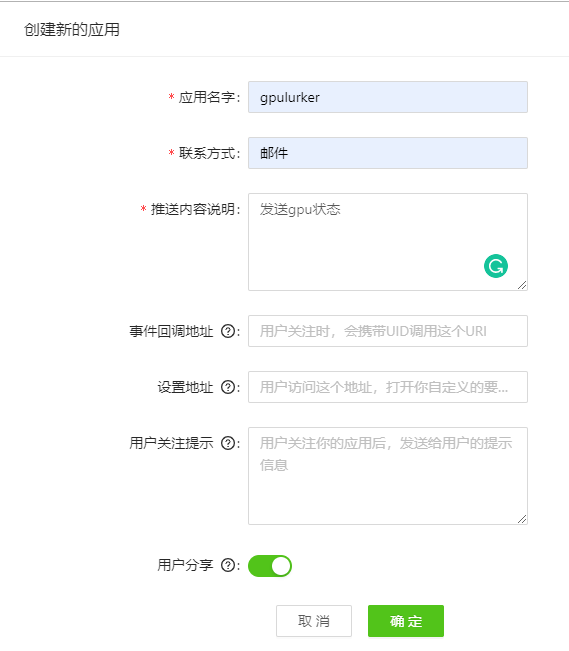 创建新的应用
* 应用名字: gpulurker
* 联系方式: 邮件
* 推送内容说明: 发送gpu状态
事件回调地址 ?: 用户关注时，会携带UID调用这个URI
设置地址 ?: 用户访问这个地址，打开你自定义的要...
用户关注提示 ?: 用户关注你的应用后，发送给用户的提示
信息
用户分享 ?:
取 消 确 定